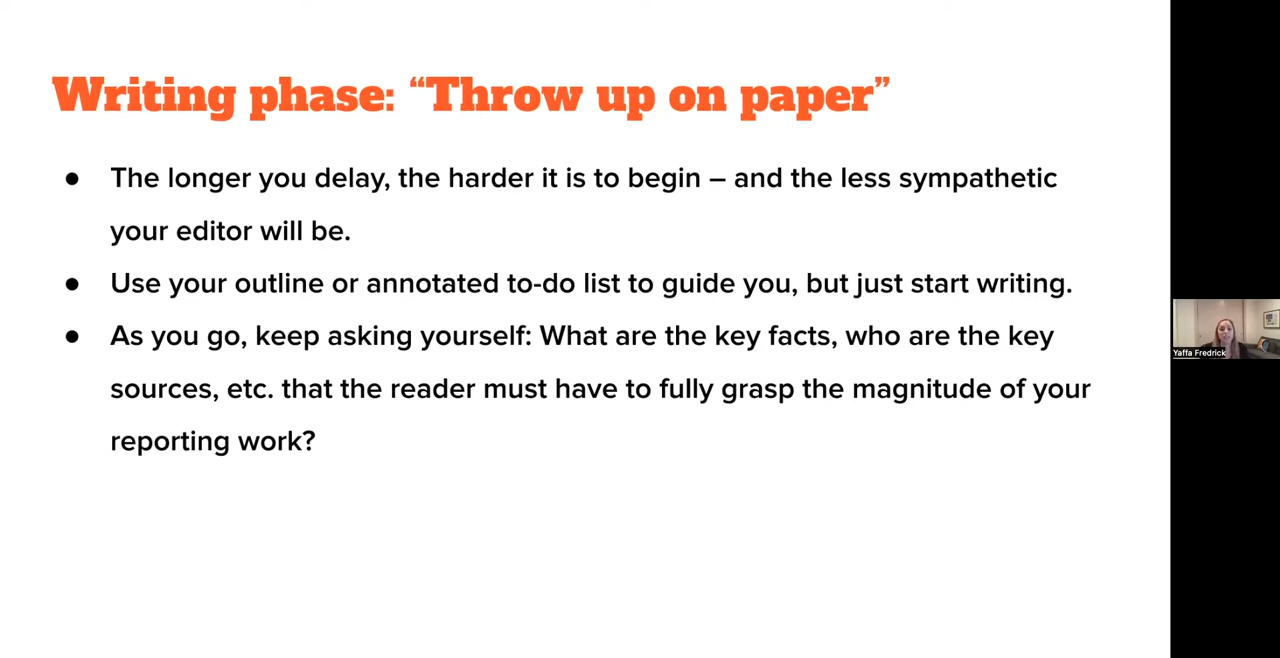 Writing phase: “Throw up on paper”
● The longer you delay, the harder it is to begin – and the less sympathetic
your editor will be.
● Use your outline or annotated to-do list to guide you, but just start writing.
● As you go, keep asking yourself: What are the key facts, who are the key
sources, etc. that the reader must have to fully grasp the magnitude of your
reporting work?
Yaffa Fredrick